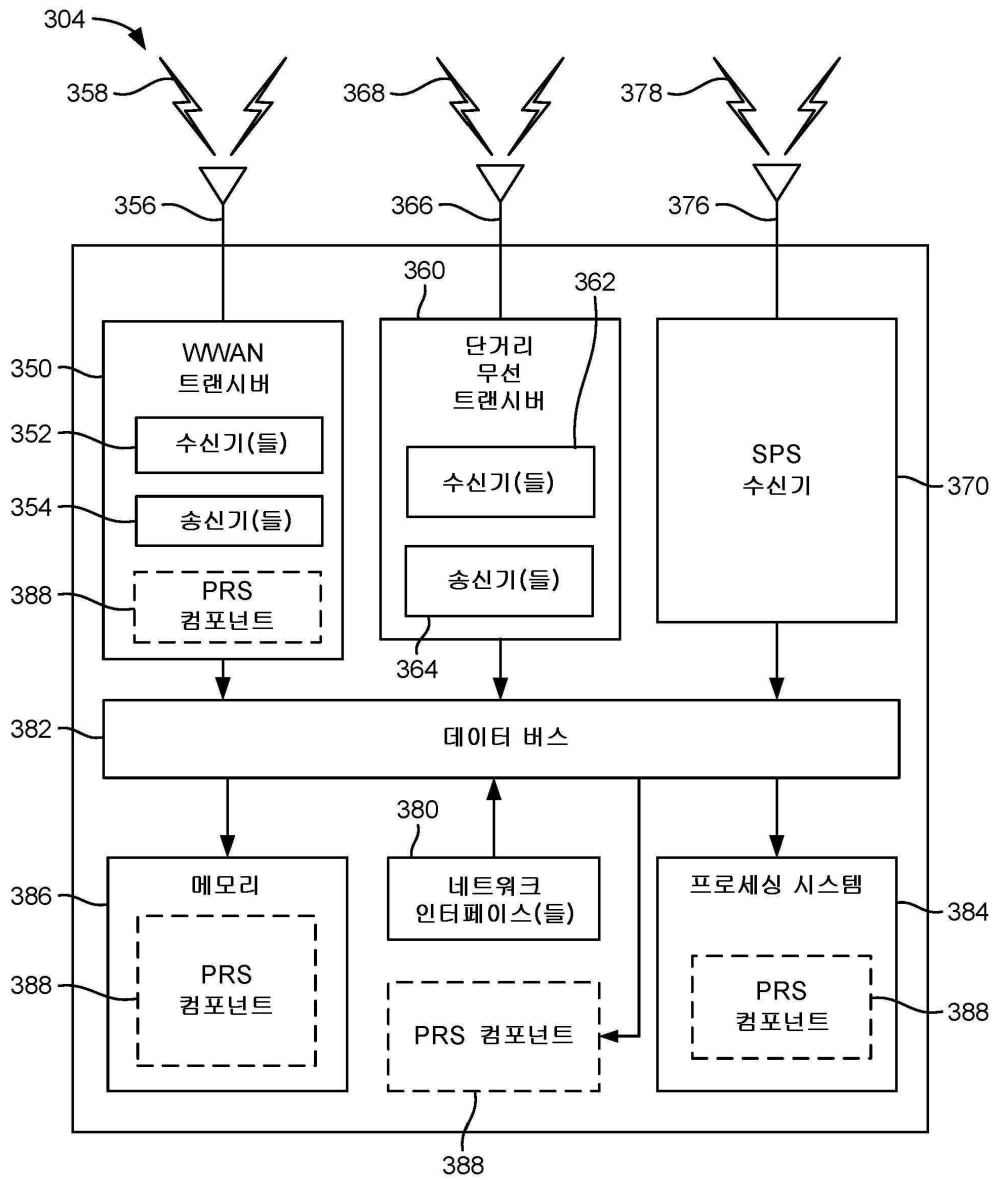 304
358
368
378
356
366
376
360
362
350
WWAN
트랜시버
단거리
무선
트랜시버
SPS
수신기
352
수신기(들)
수신기(들)
370
354
송신기(들)
송신기(들)
388
PRS
컴포넌트
364
382
데이터 버스
380
386
메모리
네트워크
인터페이스(들)
프로세싱 시스템
384
388
PRS
컴포넌트
PRS 컴포넌트
PRS
컴포넌트
388
388